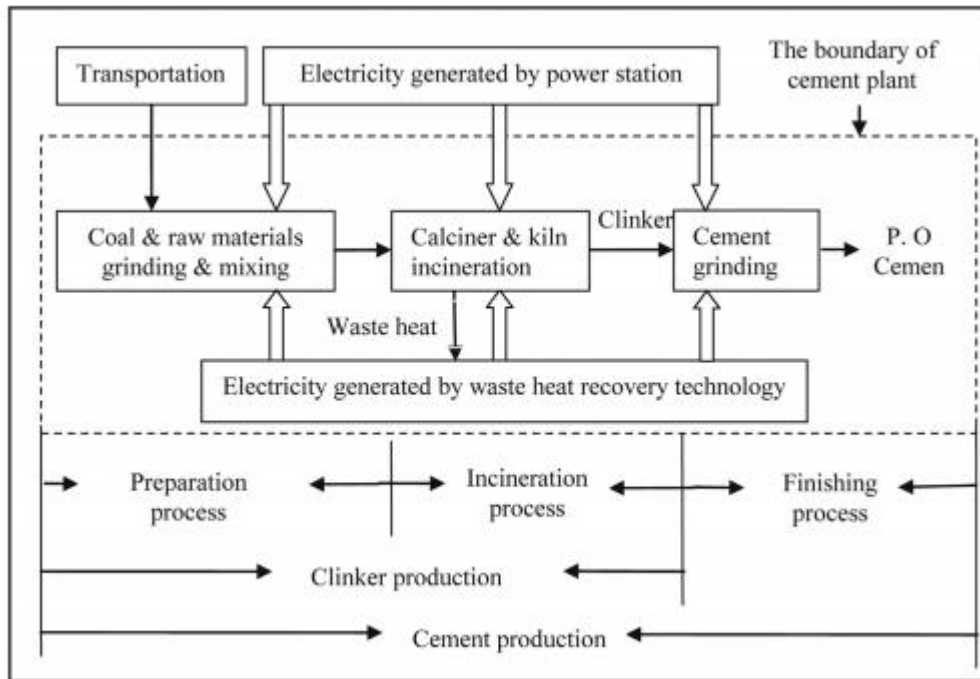 Transportation
Electricity generated by power station
The boundary of
cement plant
Coal & raw materials
grinding & mixing
Calciner & kiln
incineration
Clinker
Cement
grinding
P. O
Cemen
Waste heat
Electricity generated by waste heat recovery technology
Preparation
process
Incineration
process
Finishing
process
Clinker production
Cement production